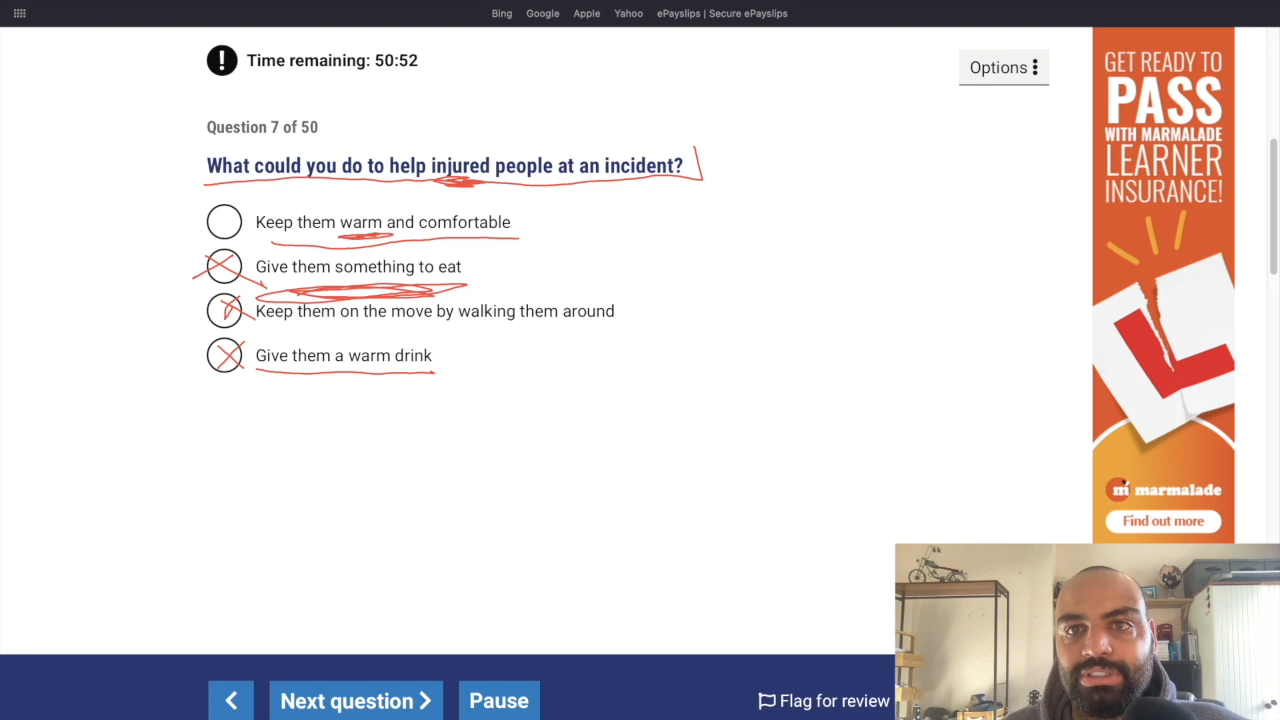 Bing Google Apple Yahoo ePayslips | Secure ePayslips
! Time remaining: 50:52
Options
Question 7 of 50
What could you do to help injured people at an incident?
Keep them warm and comfortable
Give them something to eat
Keep them on the move by walking them around
Give them a warm drink
GET READY TO
PASS
WITH MARMALADE
LEARNER
INSURANCE!
L
m marmalade
Find out more
Next question
Pause
Flag for review